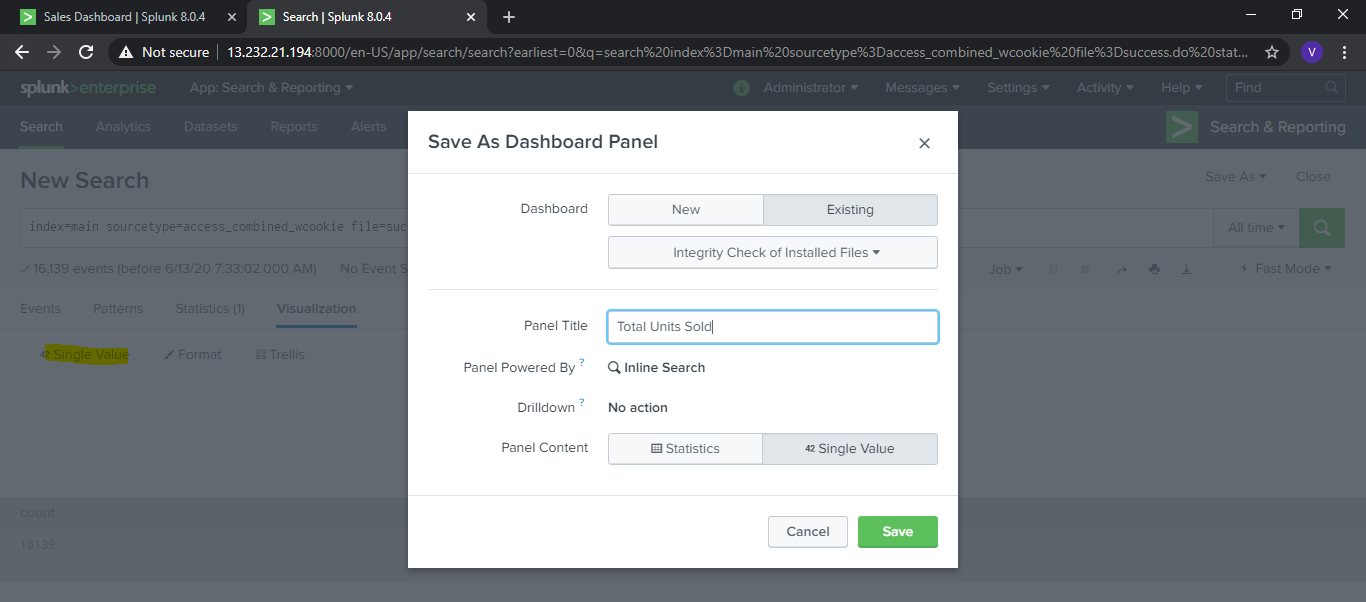 Sales Dashboard | Splunk 8.0.4
Search | Splunk 8.0.4
Not secure
13.232.21.194:8000/en-US/app/search/search?earliest=0&q=search%20index%3Dmain%20sourcetype%3Daccess_combined_wcookie%20file%3Dsuccess.do%20stat...
V
splunk>enterprise App: Search & Reporting
i Administrator Messages Settings Activity Help Find
Search Analytics Datasets Reports Alerts
> Search & Reporting
New Search
Save As Close
index=main sourcetype=access_combined_wcookie file=suc
All time
✓ 16,139 events (before 6/13/20 7:33:02.000 AM) No Event S
Job Fast Mode
Events Patterns Statistics (1) Visualization
42 Single Value Format Trellis
count
16139
Save As Dashboard Panel
Dashboard New Existing
Integrity Check of Installed Files
Panel Title Total Units Sold
Panel Powered By ? Inline Search
Drilldown ? No action
Panel Content Statistics 42 Single Value
Cancel Save